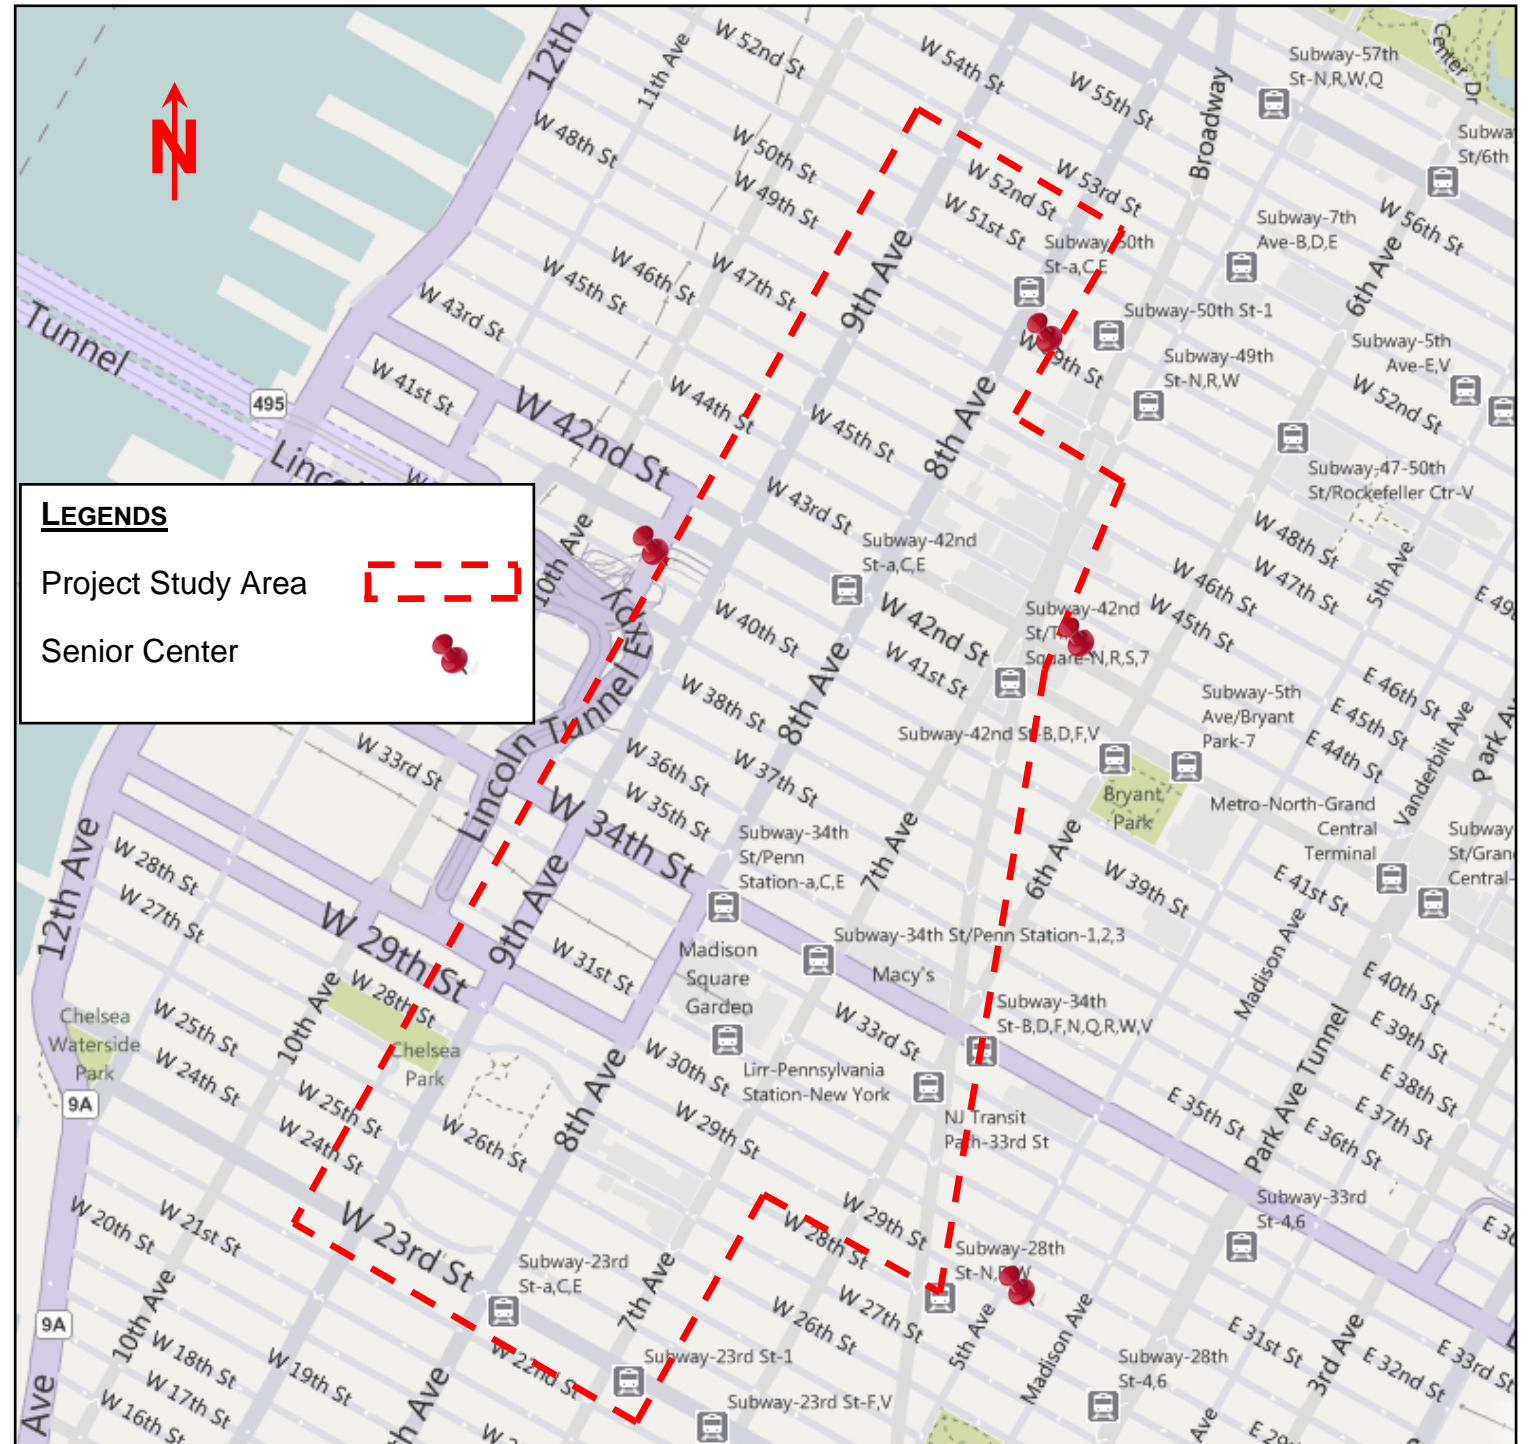 12th A
W 52nd St
11th Ave
W 54th St
W 55th St
Broadway
Subway-57th
St-N,R,W,Q
Center Dr
Subwa
St/6th
N
W 48th St
W 50th St
W 49th St
W 52nd St
W 53rd St
W 51st St
Subway-50th
St-a,C,E
Subway-7th
Ave-B,D,E
W 56th St
6th Ave
9th Ave
W 47th St
W 46th St
W 45th St
W 43rd St
Tunnel
W 41st St
495
W 42nd St
W 44th St
W 45th St
W 43rd St
8th Ave
Subway-50th St-1
Subway-49th
St-N,R,W
Subway-5th
Ave-E,V
W 52nd St
Subway-47-50th
St/Rockefeller Ctr-V
W 48th St
W 47th St
W 46th St
W 45th St
5th Ave
E 49
LEGENDS
Project Study Area
Senior Center
10th Ave
Lincoln Tunnel Expy
Subway-42nd
St-a,C,E
W 42nd St
W 41st St
W 40th St
W 38th St
W 37th St
W 36th St
W 35th St
8th Ave
Subway-42nd
Square-N,R,S,7
Subway-42nd St-B,D,F,V
Subway-5th
Ave/Bryant
Park-7
Bryant
Park
E 46th St
E 45th St
E 44th St
Vanderbilt Ave
Park Av
Metro-North-Grand
Central
Terminal
Subway
St/Gran
Central-
W 33rd St
W 34th St
Subway-34th
St/Penn
Station-a,C,E
7th Ave
6th Ave
W 39th St
E 41st St
Madison Ave
12th Ave
W 28th St
W 27th St
W 29th St
9th Ave
W 31st St
Madison
Square
Garden
Subway-34th St/Penn Station-1,2,3
Macy's
W 33rd St
Subway-34th
St-B,D,F,N,Q,R,W,V
E 40th St
E 39th St
E 38th St
E 37th St
E 36th St
E 35th St
Park Ave Tunnel
Chelsea
Waterside
Park
W 25th St
W 24th St
10th Ave
W 28th St
Chelsea
Park
9A
W 25th St
W 24th St
W 26th St
8th Ave
W 30th St
W 29th St
Lirr-Pennsylvania
Station-New York
NJ Transit
Path-33rd St
Subway-33rd
St-4,6
E 36
W 20th St
W 21st St
W 23rd St
Subway-23rd
St-a,C,E
7th Ave
W 29th St
W 28th St
W 27th St
W 26th St
Subway-28th
5th Ave
Madison Ave
9A
10th Ave
W 18th St
W 17th St
W 16th St
W 19th St
W 22nd St
Subway-23rd St-1
Subway-23rd St-F,V
Subway-28th
St-4,6
E 31st St
3rd Ave
E 32nd St
E 33rd St
Ave
th Ave
Ave
E 29